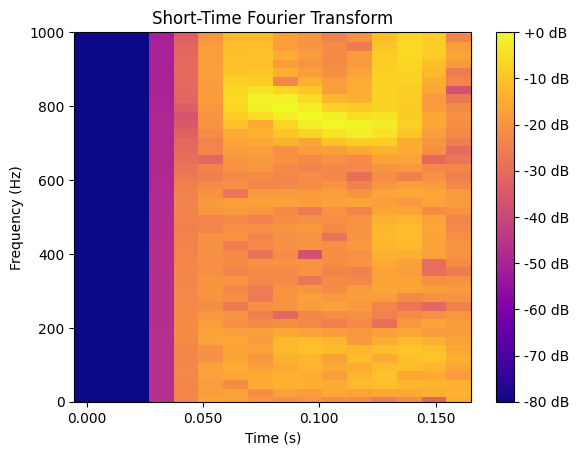 Short-Time Fourier Transform
1000
800
600
400
200
0
Frequency (Hz)
0.000
0.050
0.100
0.150
Time (s)
+0 dB
-10 dB
-20 dB
-30 dB
-40 dB
-50 dB
-60 dB
-70 dB
-80 dB